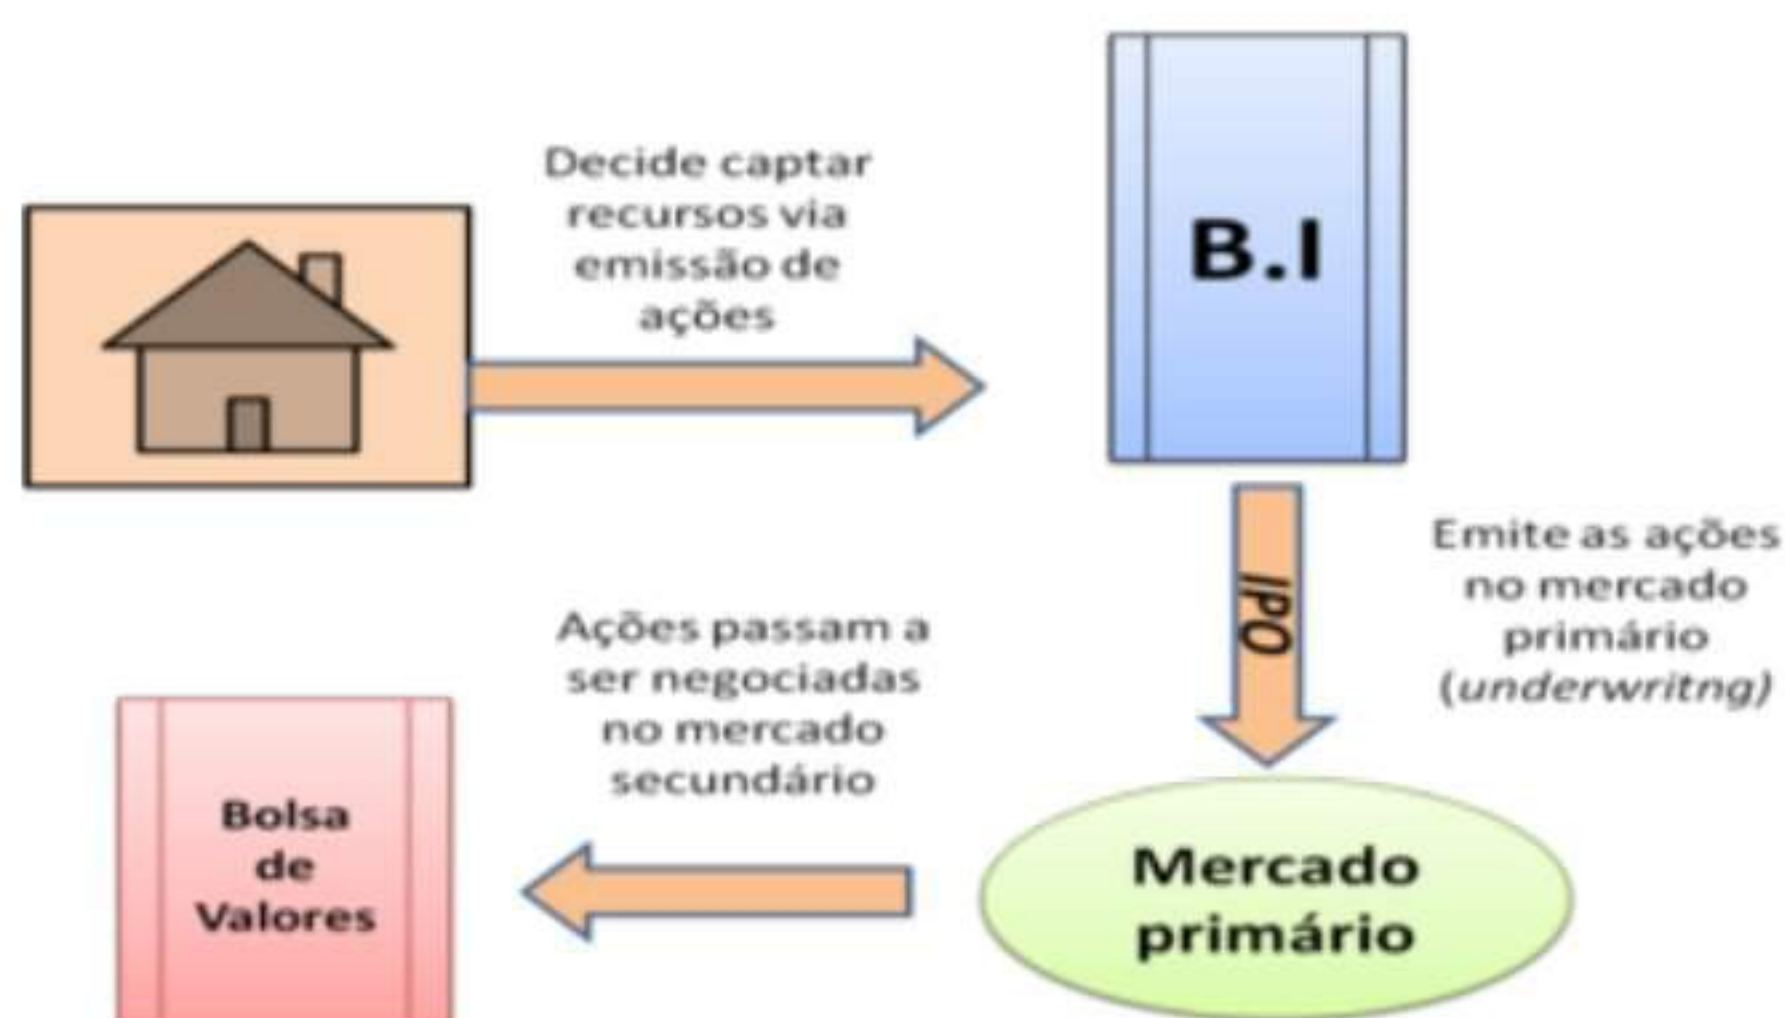 Decide captar
recursos via
emissão de
ações
B.I
IPO
Emite as ações
no mercado
primário
(underwritng)
Mercado
primário
Ações passam a
ser negociadas
no mercado
secundário
Bolsa
de
Valores